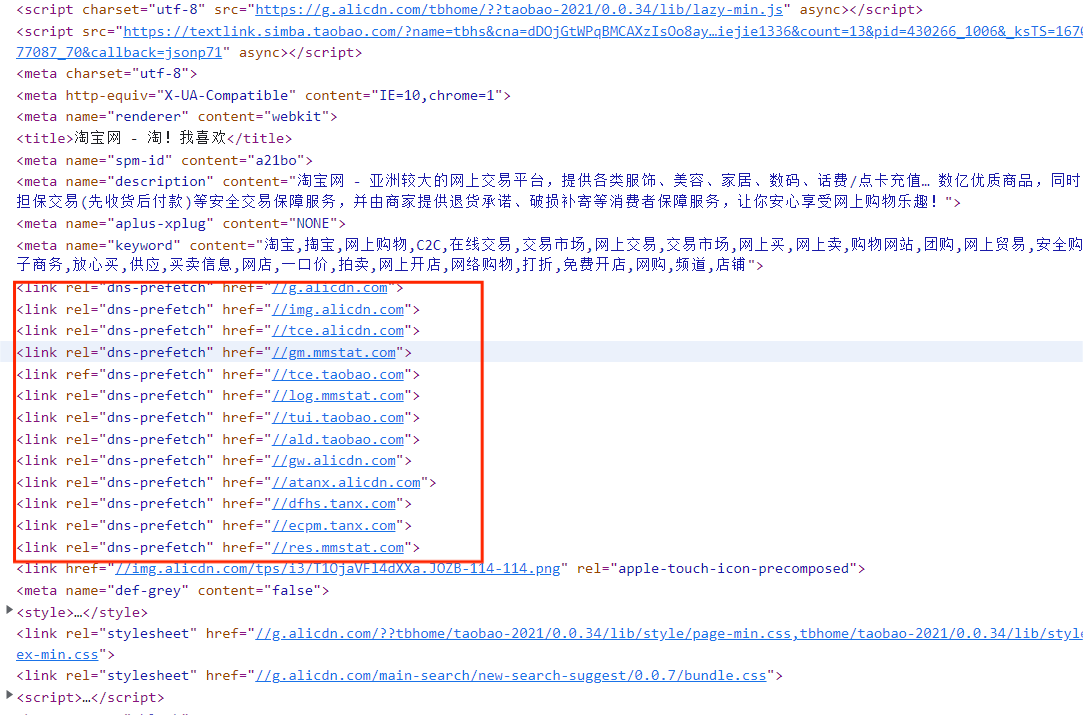 <script charset="utf-8" src="https://g.alicdn.com/tbhome/??taobao-2021/0.0.34/lib/lazy-min.js" async></script>
<script src="https://textlink.simba.taobao.com/?name=tbhs&cna=dDOjGtWPqBMCAXzIsOo8ay…iejie1336&count=13&pid=430266_1006&_ksTS=1670
77087_70&callback=jsonp71" async></script>
<meta charset="utf-8">
<meta http-equiv="X-UA-Compatible" content="IE=10,chrome=1">
<meta name="renderer" content="webkit">
<title>淘宝网 - 淘！我喜欢</title>
<meta name="spm-id" content="a21bo">
<meta name="description" content="淘宝网 - 亚洲较大的网上交易平台，提供各类服饰、美容、家居、数码、话费/点卡充值… 数亿优质商品，同时
担保交易(先收货后付款)等安全交易保障服务，并由商家提供退货承诺、破损补寄等消费者保障服务，让你安心享受网上购物乐趣！">
<meta name="aplus-xplug" content="NONE">
<meta name="keyword" content="淘宝,掏宝,网上购物,C2C,在线交易,交易市场,网上交易,交易市场,网上买,网上卖,购物网站,团购,网上贸易,安全购
子商务,放心买,供应,买卖信息,网店,一口价,拍卖,网上开店,网络购物,打折,免费开店,网购,频道,店铺">
<link rel="dns-prefetch" href="//g.alicdn.com">
<link rel="dns-prefetch" href="//img.alicdn.com">
<link rel="dns-prefetch" href="//tce.alicdn.com">
<link rel="dns-prefetch" href="//gm.mmstat.com">
<link ref="dns-prefetch" href="//tce.taobao.com">
<link rel="dns-prefetch" href="//log.mmstat.com">
<link rel="dns-prefetch" href="//tui.taobao.com">
<link rel="dns-prefetch" href="//ald.taobao.com">
<link rel="dns-prefetch" href="//gw.alicdn.com">
<link rel="dns-prefetch" href="//atanx.alicdn.com">
<link rel="dns-prefetch" href="//dfhs.tanx.com">
<link rel="dns-prefetch" href="//ecpm.tanx.com">
<link rel="dns-prefetch" href="//res.mmstat.com">
<link href="//img.alicdn.com/tps/i3/T1OjaVFl4dXXa.JOZB-114-114.png" rel="apple-touch-icon-precomposed">
<meta name="def-grey" content="false">
<style>…</style>
<link rel="stylesheet" href="//g.alicdn.com/??tbhome/taobao-2021/0.0.34/lib/style/page-min.css,tbhome/taobao-2021/0.0.34/lib/style
ex-min.css">
<link rel="stylesheet" href="//g.alicdn.com/main-search/new-search-suggest/0.0.7/bundle.css">
<script>…</script>